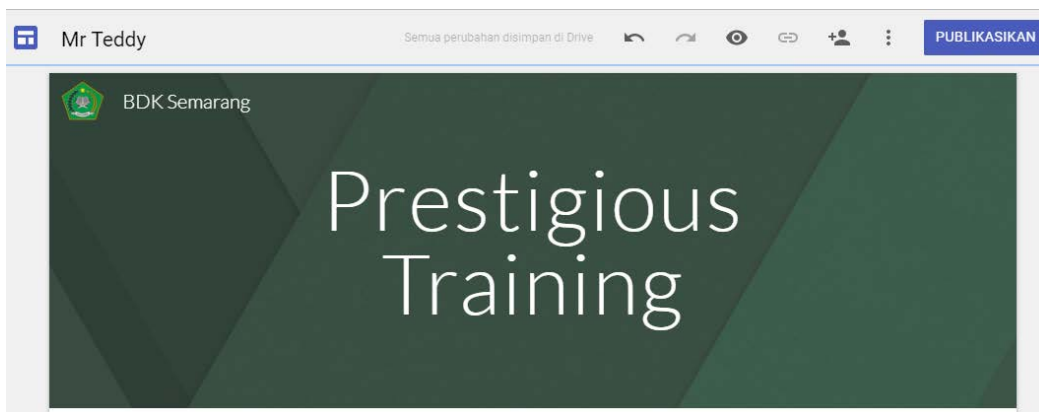 Mr Teddy
Semua perubahan disimpan di Drive
PUBLIKASIKAN
BDK Semarang
Prestigious
Training